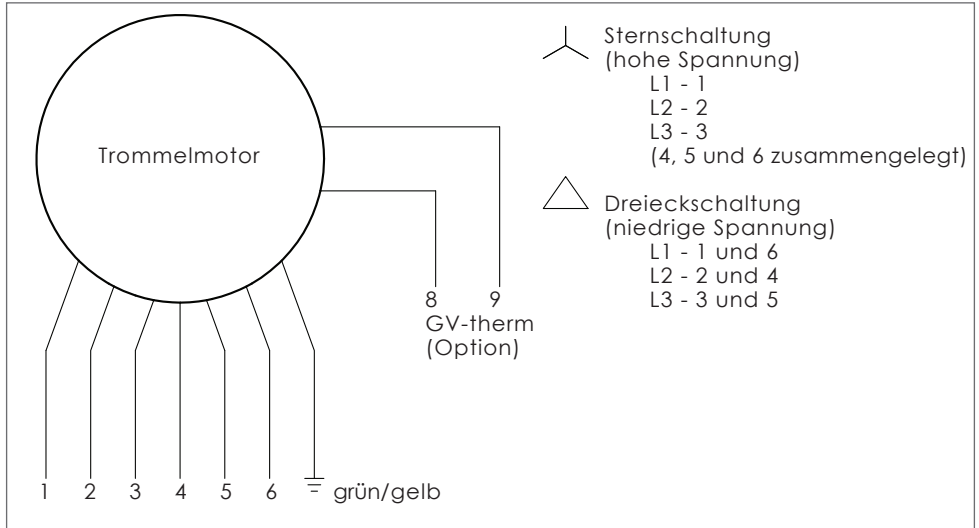 Trommelmotor
8 9
GV-therm
(Option)
1 2 3 4 5 6 grün/gelb
Sternschaltung
(hohe Spannung)
L1 - 1
L2 - 2
L3 - 3
(4, 5 und 6 zusammengelegt)
Dreieckschaltung
(niedrige Spannung)
L1 - 1 und 6
L2 - 2 und 4
L3 - 3 und 5